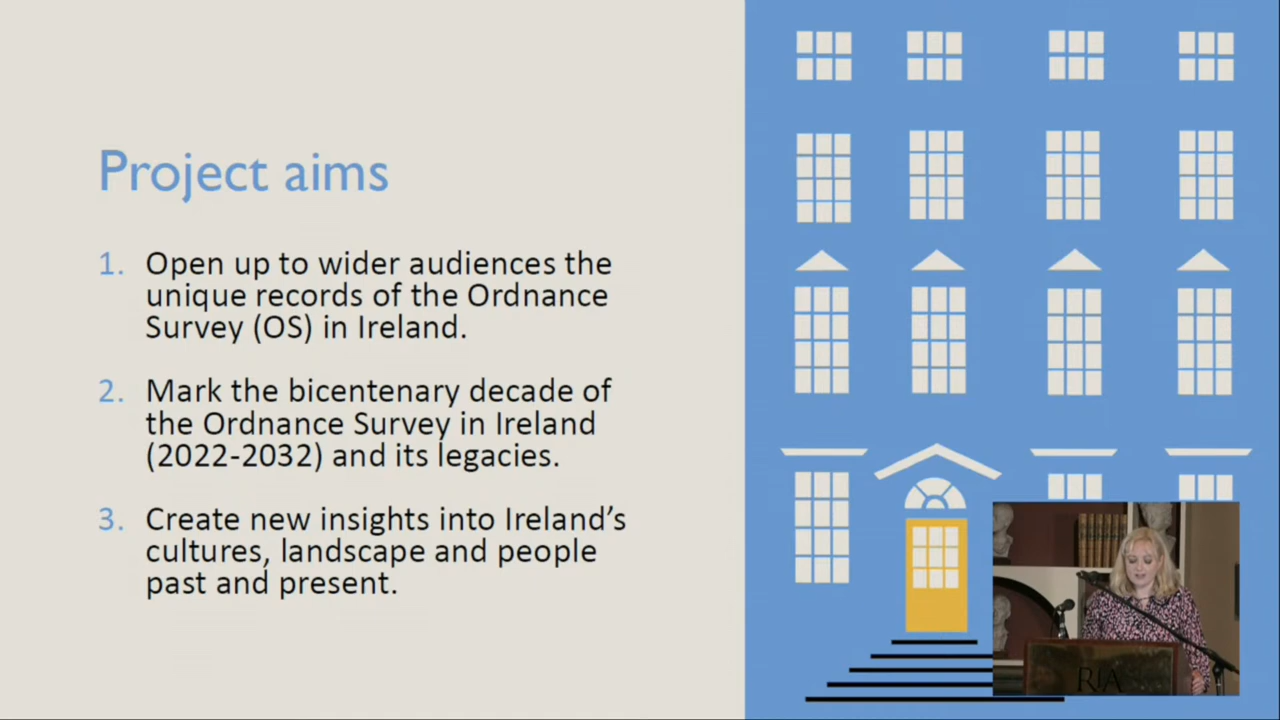 Project aims
1. Open up to wider audiences the
unique records of the Ordnance
Survey (OS) in Ireland.
2. Mark the bicentenary decade of
the Ordnance Survey in Ireland
(2022-2032) and its legacies.
3. Create new insights into Ireland’s
cultures, landscape and people
past and present.
RIA